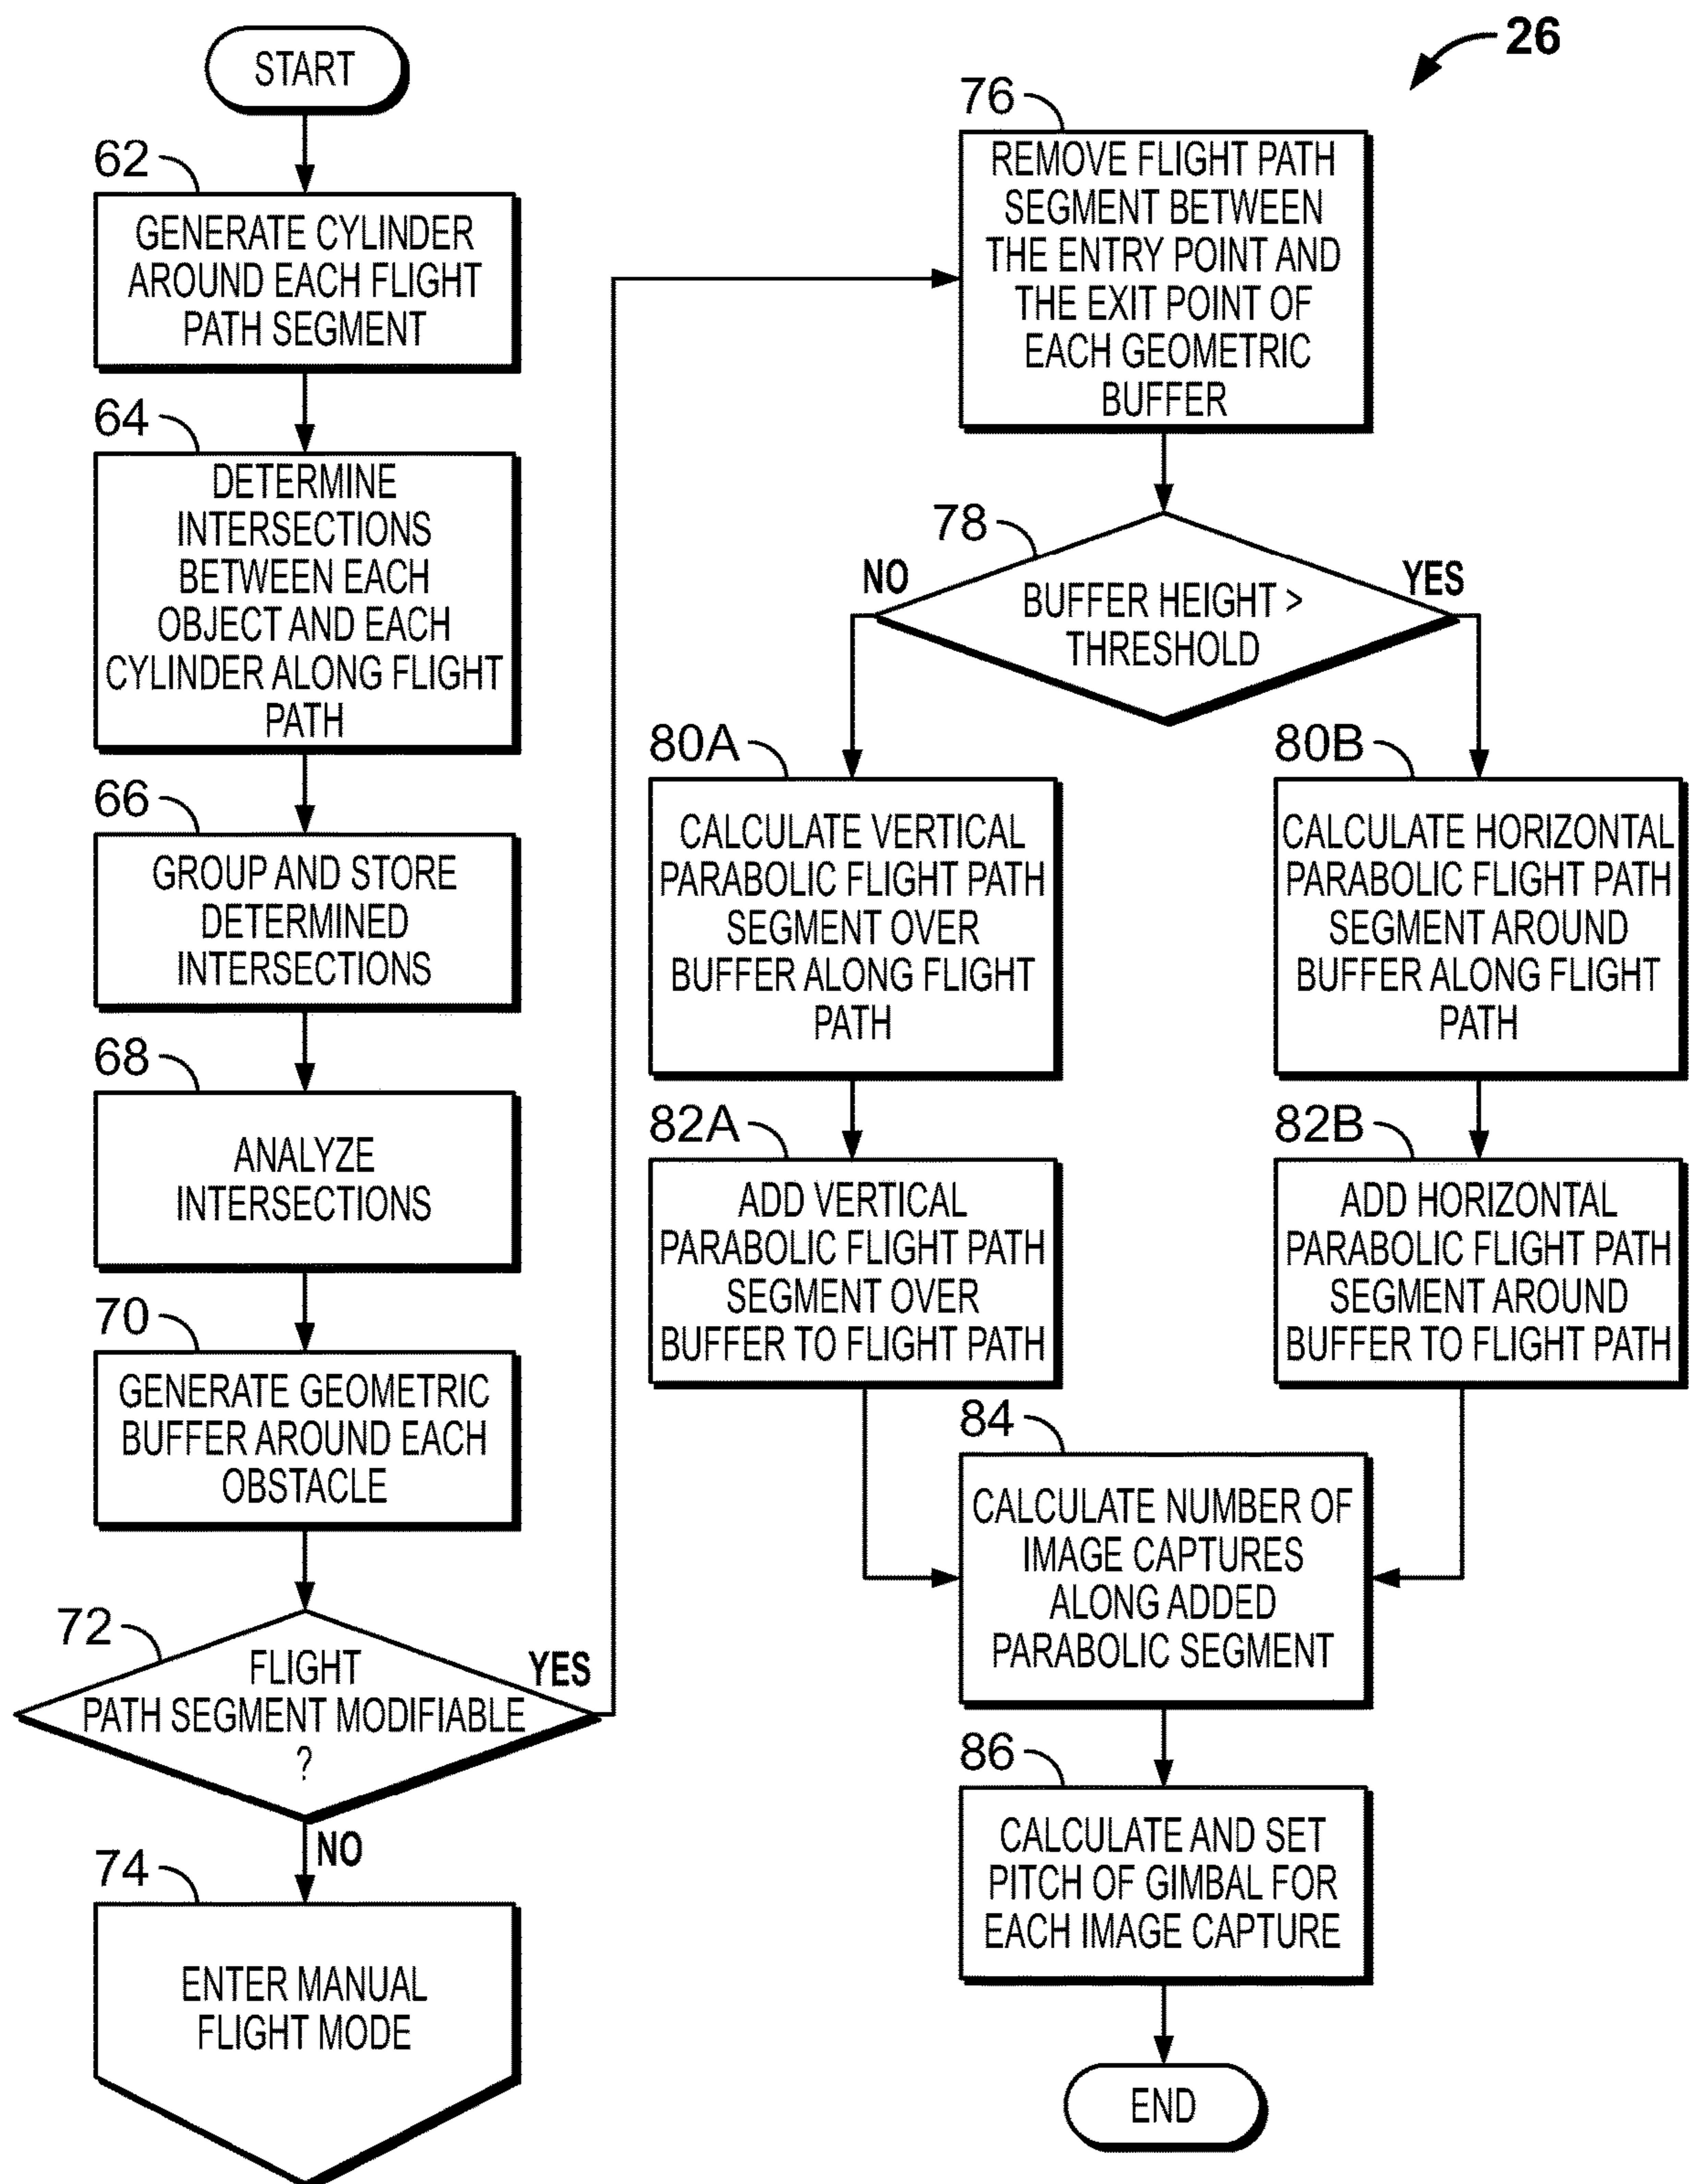 26
START
62
GENERATE CYLINDER
AROUND EACH FLIGHT
PATH SEGMENT
64
DETERMINE
INTERSECTIONS
BETWEEN EACH
OBJECT AND EACH
CYLINDER ALONG FLIGHT
PATH
66
GROUP AND STORE
DETERMINED
INTERSECTIONS
68
ANALYZE
INTERSECTIONS
70
GENERATE GEOMETRIC
BUFFER AROUND EACH
OBSTACLE
72
FLIGHT
PATH SEGMENT MODIFIABLE
?
YES
NO
74
ENTER MANUAL
FLIGHT MODE
76
REMOVE FLIGHT PATH
SEGMENT BETWEEN
THE ENTRY POINT AND
THE EXIT POINT OF
EACH GEOMETRIC
BUFFER
78
BUFFER HEIGHT >
THRESHOLD
NO
YES
80A
CALCULATE VERTICAL
PARABOLIC FLIGHT PATH
SEGMENT OVER
BUFFER ALONG FLIGHT
PATH
80B
CALCULATE HORIZONTAL
PARABOLIC FLIGHT PATH
SEGMENT AROUND
BUFFER ALONG FLIGHT
PATH
82A
ADD VERTICAL
PARABOLIC FLIGHT PATH
SEGMENT OVER
BUFFER TO FLIGHT PATH
82B
ADD HORIZONTAL
PARABOLIC FLIGHT PATH
SEGMENT AROUND
BUFFER TO FLIGHT PATH
84
CALCULATE NUMBER OF
IMAGE CAPTURES
ALONG ADDED
PARABOLIC SEGMENT
86
CALCULATE AND SET
PITCH OF GIMBAL FOR
EACH IMAGE CAPTURE
END